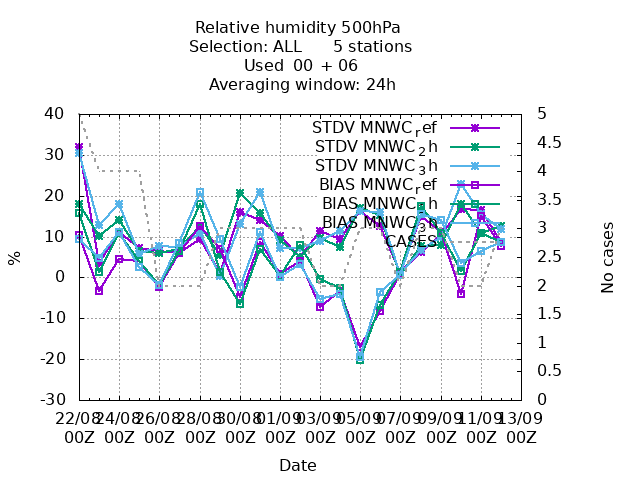 Relative humidity 500hPa
Selection: ALL 5 stations
Used 00 + 06
Averaging window: 24h
40 5
STDV MNWC_ref
4.5
STDV MNWC_2h
30
STDV MNWC_3h 4
BIAS MNWC_ref
20 3.5
BIAS MNWC_2h
BIAS MNWC_3h
10 3
CASES
% 2.5 No cases
0
2
-10 1.5
1
-20
0.5
-30 0
22/08 24/08 26/08 28/08 30/08 01/09 03/09 05/09 07/09 09/09 11/09 13/09
00Z 00Z 00Z 00Z 00Z 00Z 00Z 00Z 00Z 00Z 00Z 00Z
Date